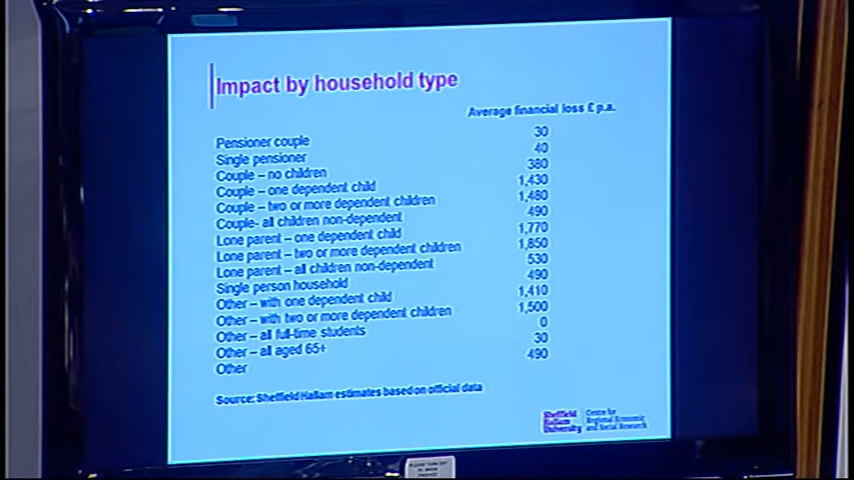 Impact by household type
Average financial loss £ p.a.
Pensioner couple 30
Single pensioner 40
Couple – no children 380
Couple – one dependent child 1,430
Couple – two or more dependent children 1,480
Couple- all children non-dependent 490
Lone parent – one dependent child 1,770
Lone parent – two or more dependent children 1,850
Lone parent – all children non-dependent 530
Single person household 490
Other – with one dependent child 1,410
Other – with two or more dependent children 1,500
Other – all full-time students 0
Other – all aged 65+ 30
Other 490
Source: Sheffield Hallam estimates based on official data
Sheffield
Hallam
University
Centre for
Regional Economic
and Social Research
PLEASE TURN OFF